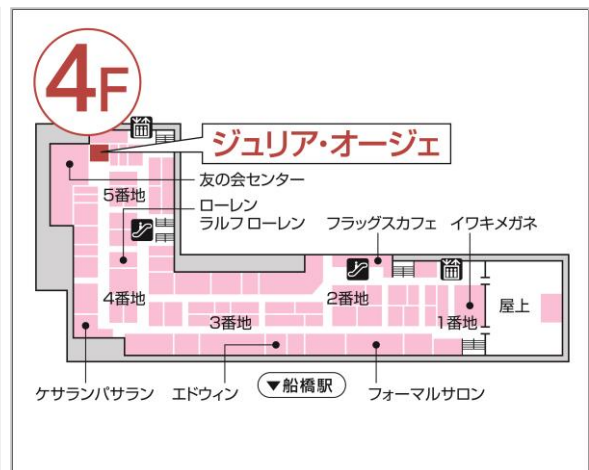 4F
ジュリア・オージェ
友の会センター
5番地
ローレン
ラルフ ローレン
フラッグスカフェ
イワキメガネ
4番地
2番地
屋上
3番地
1番地
ケサランパサラン
エドウィン
▼船橋駅
フォーマルサロン